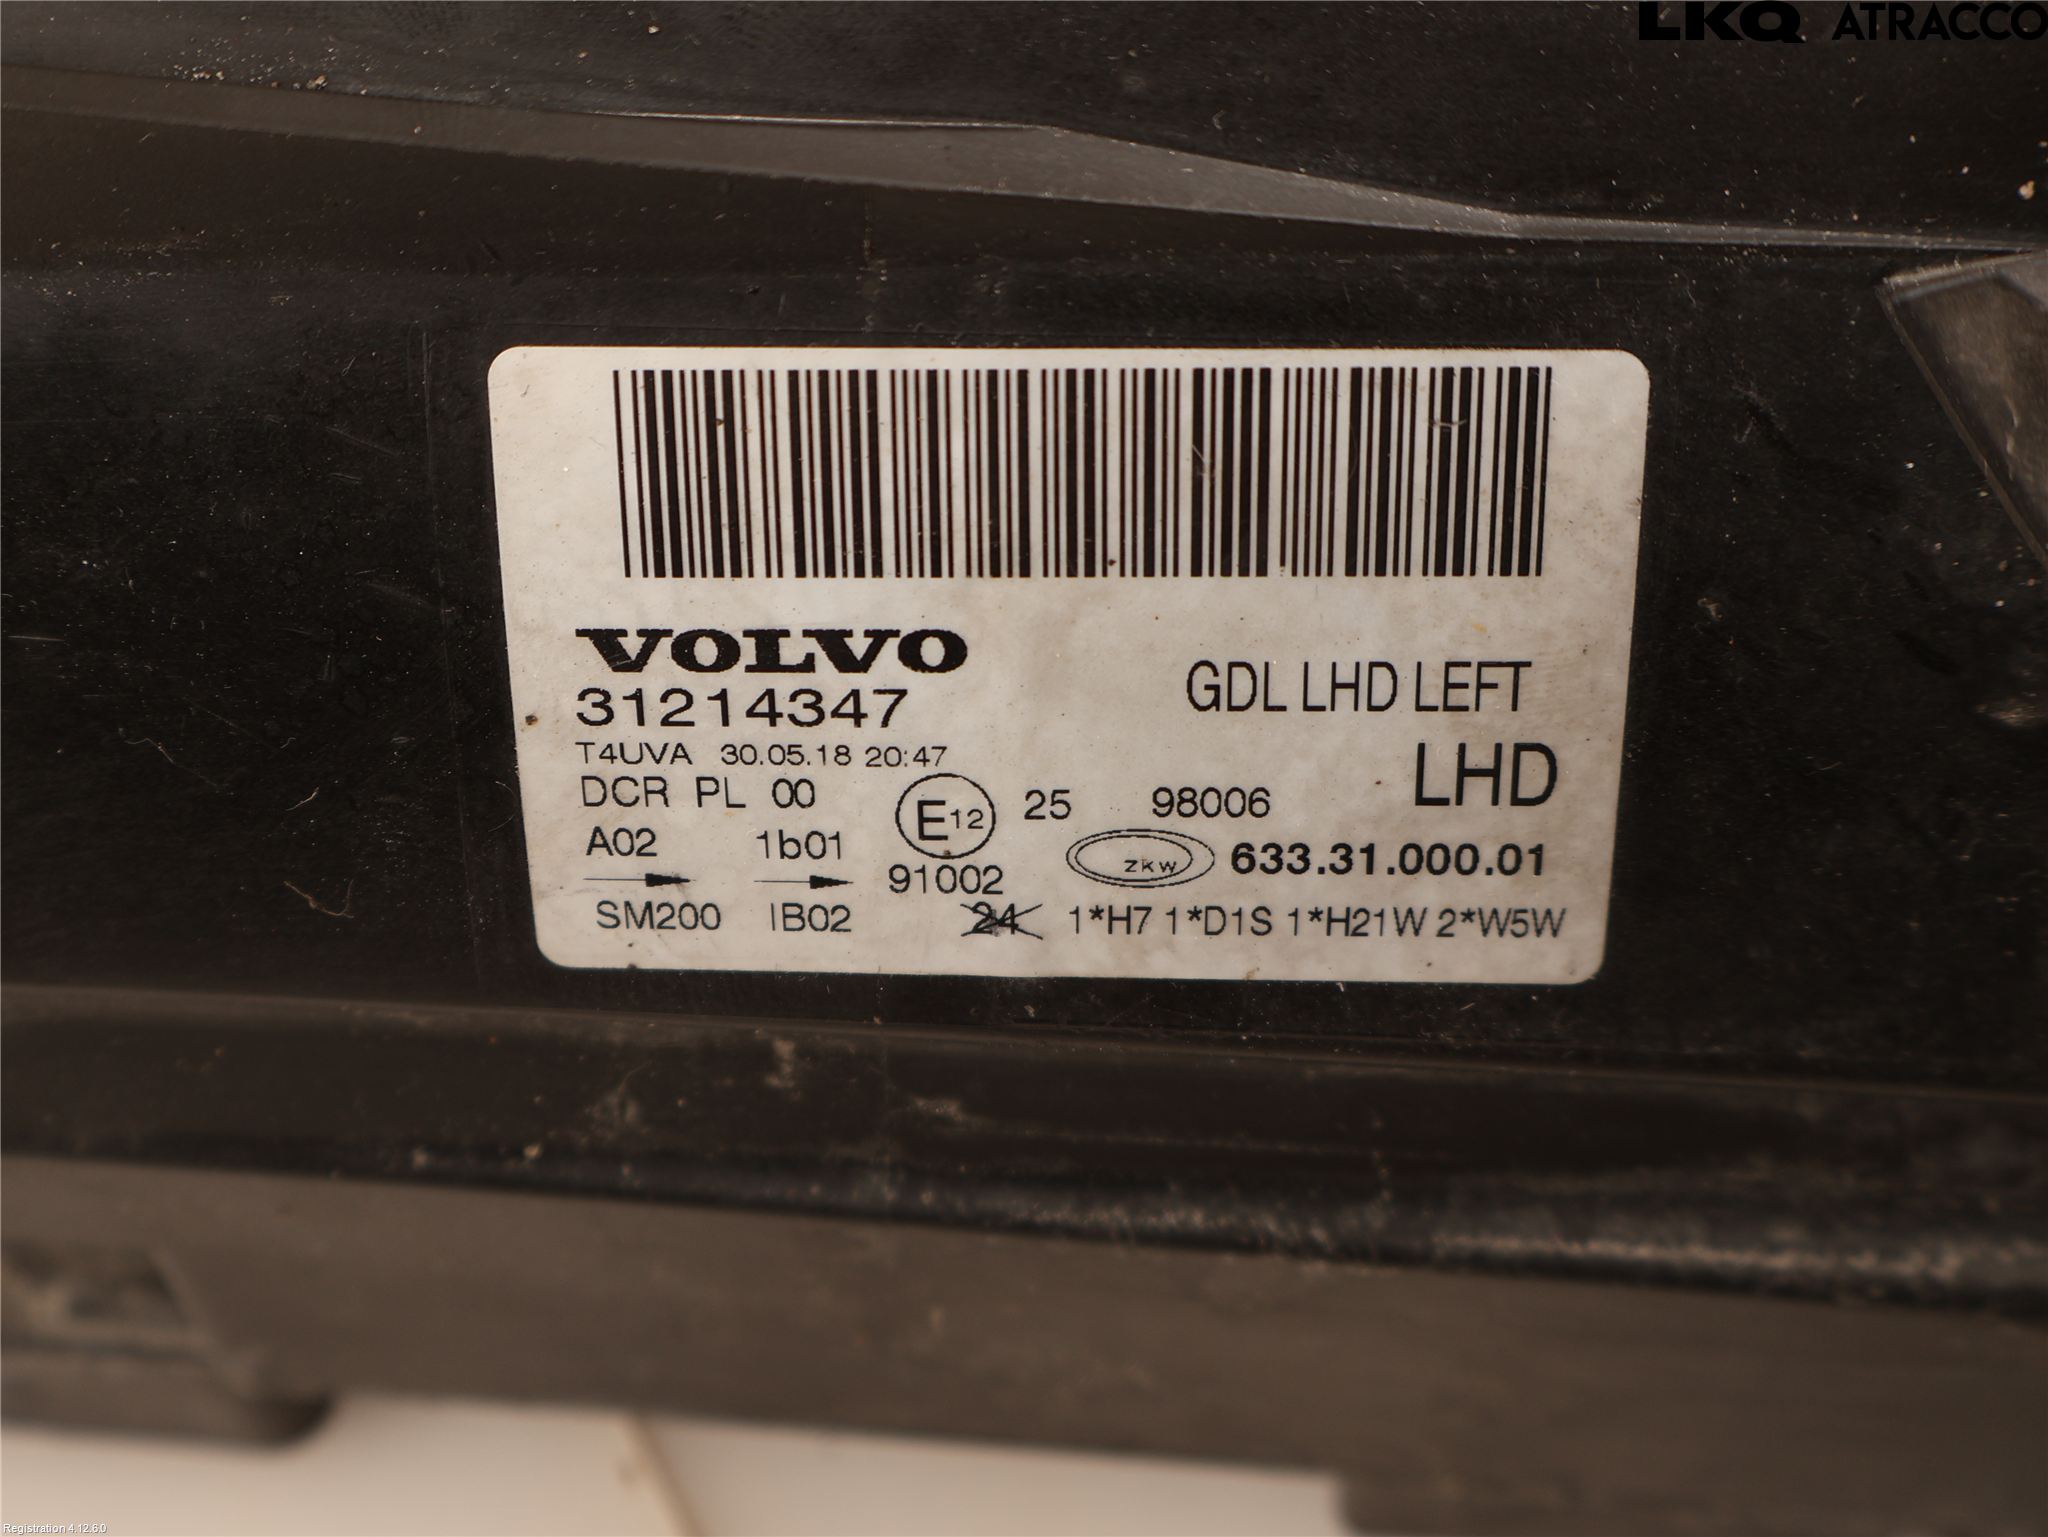 LKQ ATRACCO
VOLVO
31214347
GDL LHD LEFT
T4UVA 30.05.18 20:47
LHD
DCR PL 00
E12
25 98006
A02 1b01
zkw 633.31.000.01
91002
SM200 IB02
24 1*H7 1*D1S 1*H21W 2*W5W
Registration 4.12.6.0